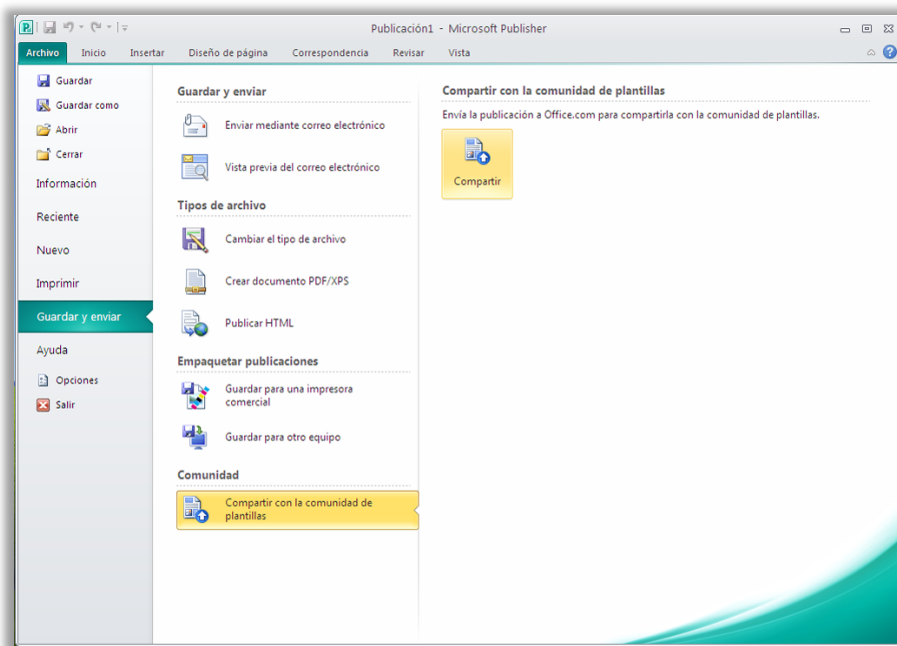 Publicación1 - Microsoft Publisher
Archivo Inicio Insertar Diseño de página Correspondencia Revisar Vista
Guardar
Guardar como
Abrir
Cerrar
Información
Reciente
Nuevo
Imprimir
Guardar y enviar
Ayuda
Opciones
Salir
Guardar y enviar
Enviar mediante correo electrónico
Vista previa del correo electrónico
Tipos de archivo
Cambiar el tipo de archivo
Crear documento PDF/XPS
Publicar HTML
Empaquetar publicaciones
Guardar para una impresora
comercial
Guardar para otro equipo
Comunidad
Compartir con la comunidad de
plantillas
Compartir con la comunidad de plantillas
Envía la publicación a Office.com para compartirla con la comunidad de plantillas.
Compartir